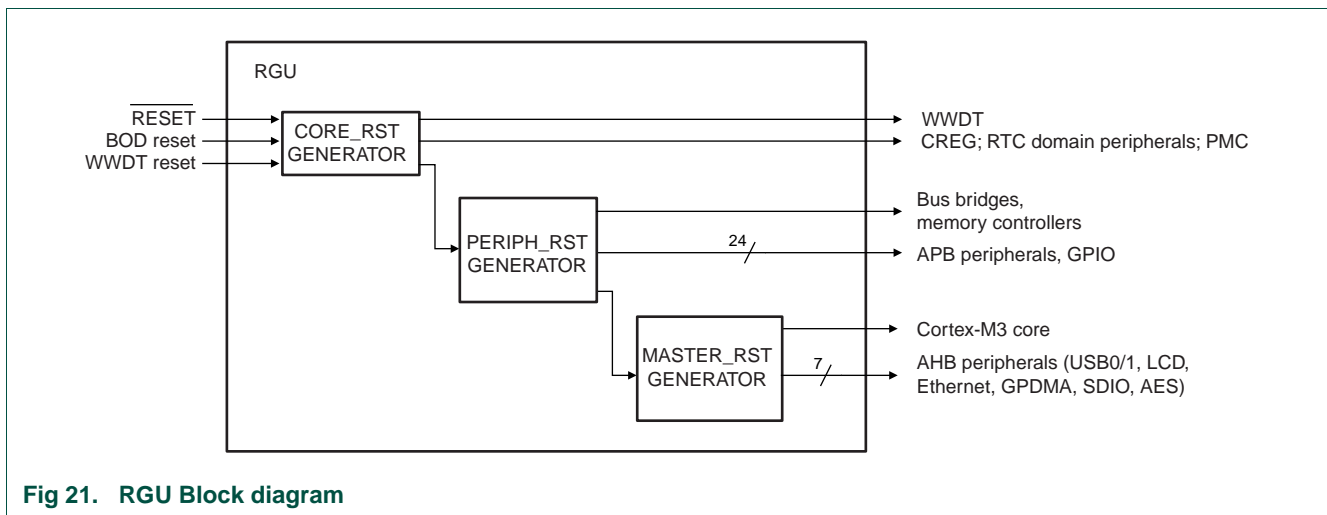 RGU
RESET
BOD reset
WWDT reset
CORE_RST
GENERATOR
WWDT
CREG; RTC domain peripherals; PMC
PERIPH_RST
GENERATOR
Bus bridges,
memory controllers
24
APB peripherals, GPIO
MASTER_RST
GENERATOR
Cortex-M3 core
7
AHB peripherals (USB0/1, LCD,
Ethernet, GPDMA, SDIO, AES)
Fig 21. RGU Block diagram